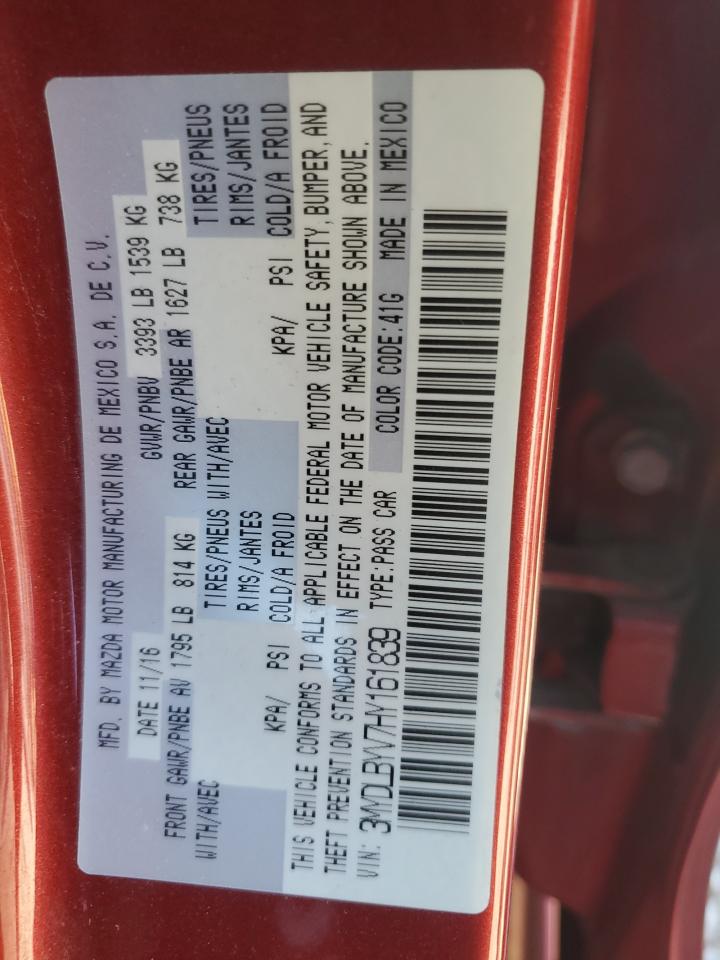 MFD. BY MAZDA MOTOR MANUFACTURING DE MEXICO S.A. DE C.V.
DATE 11/16 GVWR/PNBV 3393 LB 1539 KG
FRONT GAWR/PNBE AV 1795 LB 814 KG REAR GAWR/PNBE AR 1627 LB 738 KG
WITH/AVEC TIRES/PNEUS WITH/AVEC TIRES/PNEUS
RIMS/JANTES RIMS/JANTES
KPA/ PSI COLD/A FROID KPA/ PSI COLD/A FROID
THIS VEHICLE CONFORMS TO ALL APPLICABLE FEDERAL MOTOR VEHICLE SAFETY, BUMPER, AND
THEFT PREVENTION STANDARDS IN EFFECT ON THE DATE OF MANUFACTURE SHOWN ABOVE.
VIN: 3MYDLBYV7HY161839 TYPE:PASS CAR COLOR CODE:41G MADE IN MEXICO